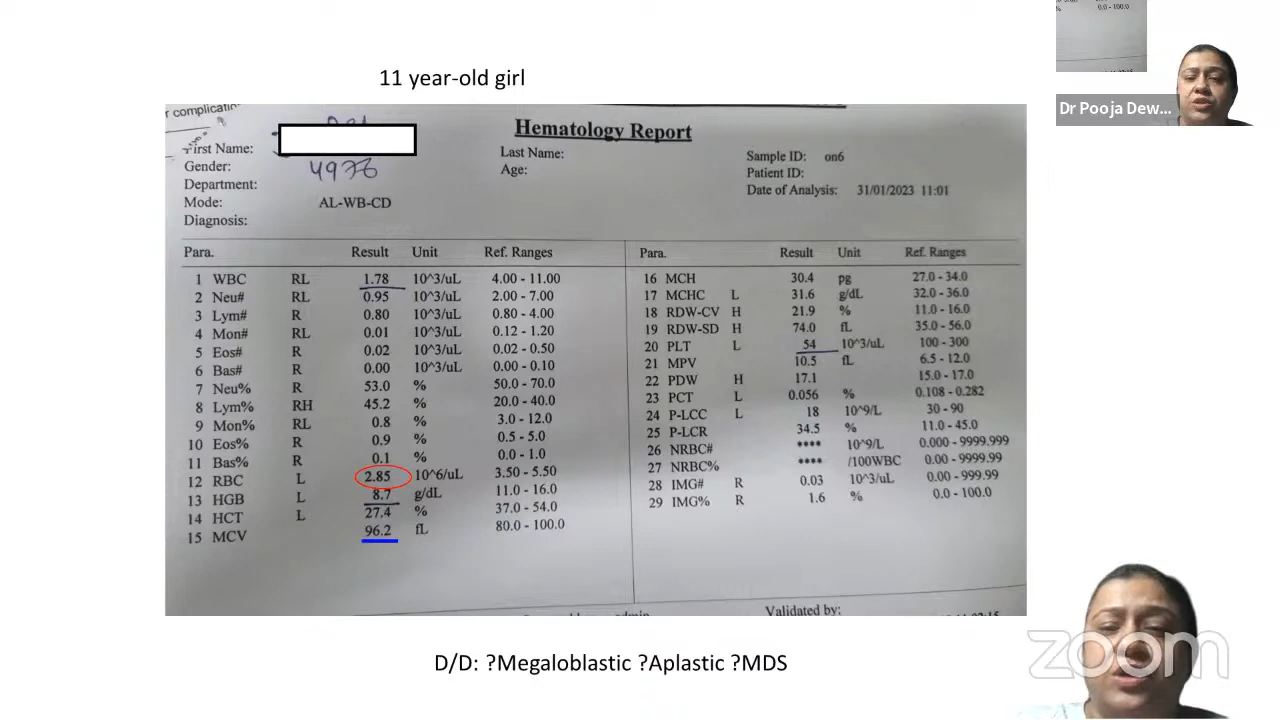 11 year-old girl
r complicatio
Hematology Report
First Name:
Gender: 4976
Department:
Mode: AL-WB-CD
Diagnosis:
Last Name:
Age:
Sample ID: on6
Patient ID:
Date of Analysis: 31/01/2023 11:01
Para. Result Unit Ref. Ranges
1 WBC RL 1.78 10^3/uL 4.00 - 11.00
2 Neu# RL 0.95 10^3/uL 2.00 - 7.00
3 Lym# R 0.80 10^3/uL 0.80 - 4.00
4 Mon# RL 0.01 10^3/uL 0.12 - 1.20
5 Eos# R 0.02 10^3/uL 0.02 - 0.50
6 Bas# R 0.00 10^3/uL 0.00 - 0.10
7 Neu% R 53.0 % 50.0 - 70.0
8 Lym% RH 45.2 % 20.0 - 40.0
9 Mon% RL 0.8 % 3.0 - 12.0
10 Eos% R 0.9 % 0.5 - 5.0
11 Bas% R 0.1 % 0.0 - 1.0
12 RBC L 2.85 10^6/uL 3.50 - 5.50
13 HGB L 8.7 g/dL 11.0 - 16.0
14 HCT L 27.4 % 37.0 - 54.0
15 MCV 96.2 fL 80.0 - 100.0
Para. Result Unit Ref. Ranges
16 MCH 30.4 pg 27.0 - 34.0
17 MCHC L 31.6 g/dL 32.0 - 36.0
18 RDW-CV H 21.9 % 11.0 - 16.0
19 RDW-SD H 74.0 fL 35.0 - 56.0
20 PLT L 54 10^3/uL 100 - 300
21 MPV 10.5 fL 6.5 - 12.0
22 PDW H 17.1 15.0 - 17.0
23 PCT L 0.056 % 0.108 - 0.282
24 P-LCC L 18 10^9/L 30 - 90
25 P-LCR 34.5 % 11.0 - 45.0
26 NRBC# **** 10^9/L 0.000 - 9999.999
27 NRBC% **** /100WBC 0.00 - 9999.99
28 IMG# R 0.03 10^3/uL 0.00 - 999.99
29 IMG% R 1.6 % 0.0 - 100.0
Validated by:
D/D: ?Megaloblastic ?Aplastic ?MDS
0.0 - 100.0
Dr Pooja Dew...
zoom